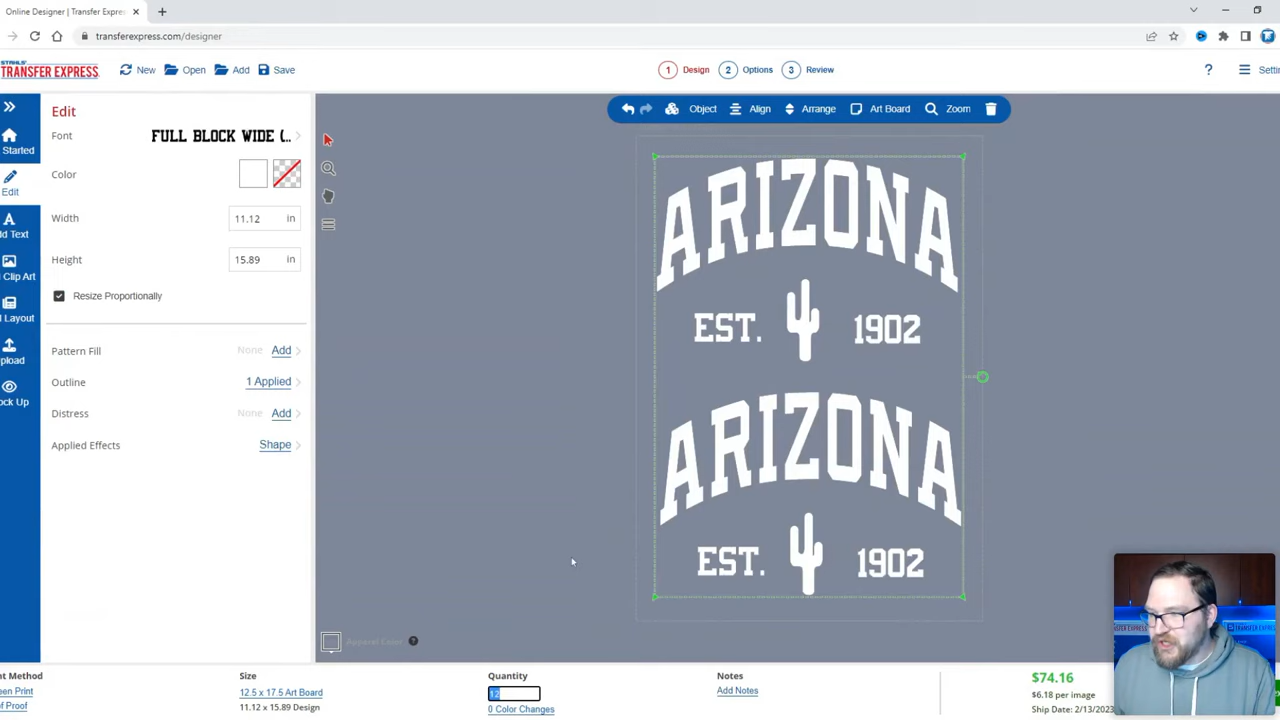 Online Designer | Transfer Express
transferexpress.com/designer
STAHLS'
TRANSFER EXPRESS
New
Open
Add
Save
1 Design
2 Options
3 Review
?
Started
Edit
Text
Clip Art
Layout
Edit
Font
FULL BLOCK WIDE (..
Color
Width
11.12 in
Height
15.89 in
Resize Proportionally
Pattern Fill
None Add
Outline
1 Applied
Distress
None Add
Applied Effects
Shape
Object
Align
Arrange
Art Board
Zoom
ARIZONA
EST. 1902
ARIZONA
EST. 1902
Apparel Color ?
Size
12.5 x 17.5 Art Board
11.12 x 15.89 Design
Quantity
12
0 Color Changes
Notes
Add Notes
$74.16
$6.18 per image
Ship Date: 2/13/2023